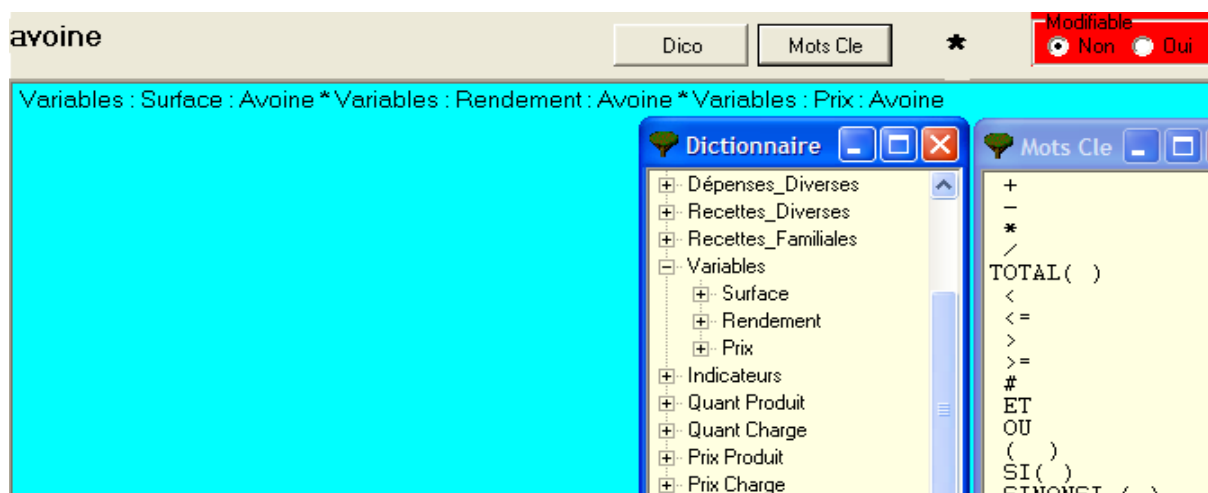 avoine
Dico
Mots Cle
*
Modifiable
Non Oui
Variables : Surface : Avoine * Variables : Rendement : Avoine * Variables : Prix : Avoine
Dictionnaire
Dépenses_Diverses
Recettes_Diverses
Recettes_Familiales
Variables
Surface
Rendement
Prix
Indicateurs
Quant Produit
Quant Charge
Prix Produit
Prix Charge
Mots Cle
+
-
*
/
TOTAL( )
<
<=
>
>=
#
ET
OU
( )
SI( )
SINONSI ( )